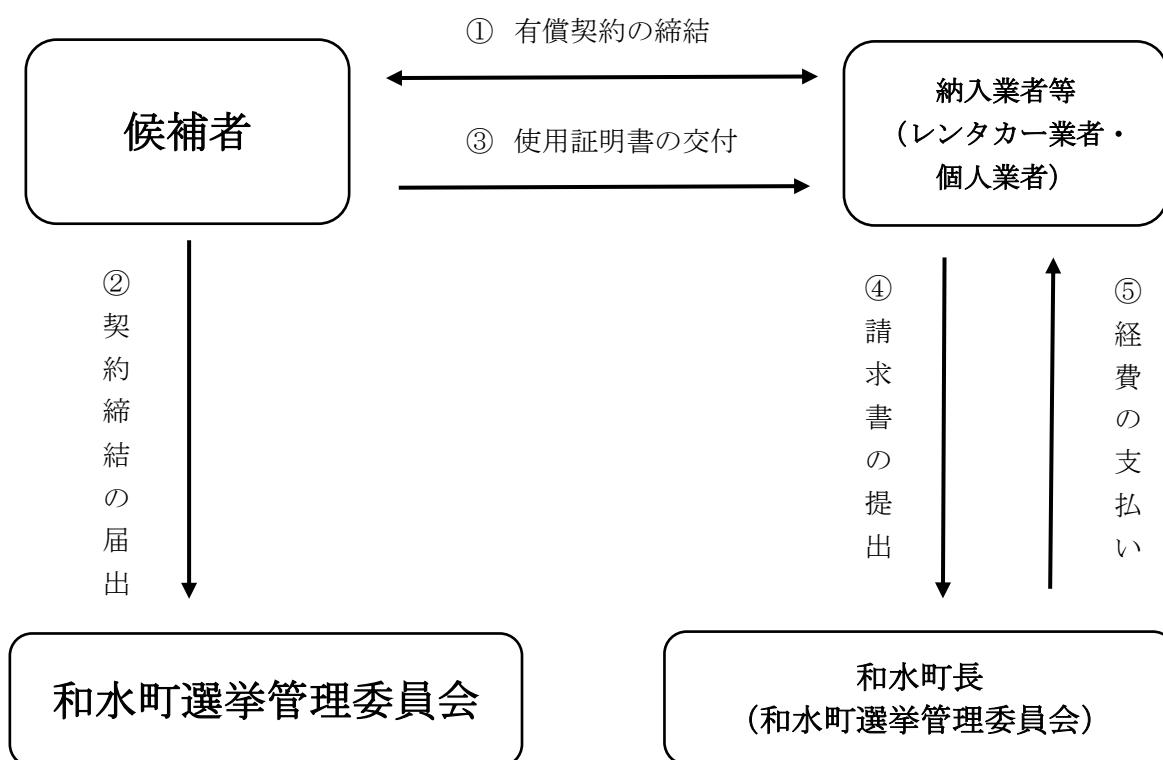 ① 有償契約の締結
候補者
納入業者等
（レンタカー業者・
個人業者）
③ 使用証明書の交付
②契約締結の届出
④請求書の提出
⑤経費の支払い
和水町選挙管理委員会
和水町長
（和水町選挙管理委員会）